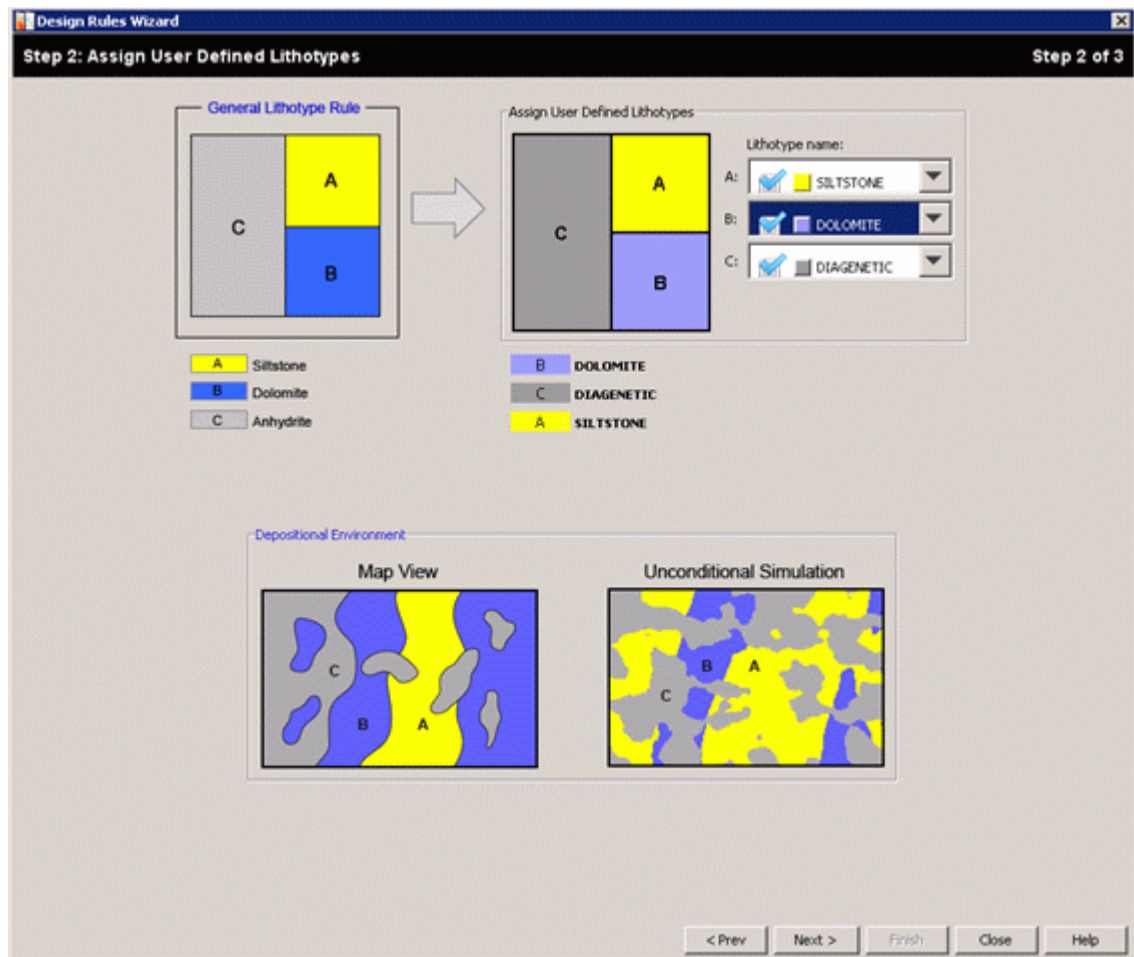 Design Rules Wizard
Step 2: Assign User Defined Lithotypes
Step 2 of 3
General Lithotype Rule
A
C
B
A Siltstone
B Dolomite
C Anhydrite
Assign User Defined Lithotypes
A
C
B
Lithotype name:
A: SILTSTONE
B: DOLOMITE
C: DIAGENETIC
B DOLOMITE
C DIAGENETIC
A SILTSTONE
Depositional Environment
Map View
C
B
A
Unconditional Simulation
B
A
C
< Prev
Next >
Finish
Close
Help